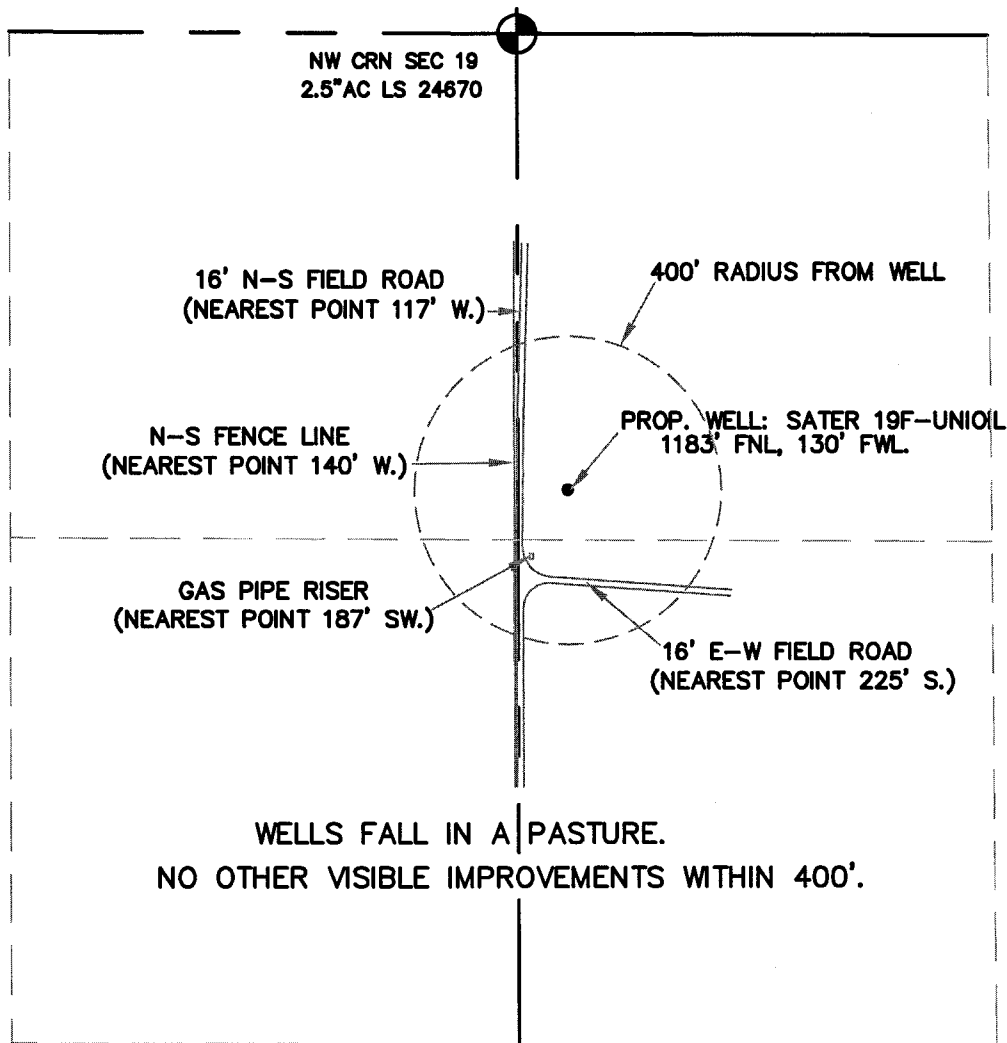 NW CRN SEC 19
2.5"AC LS 24670
16' N-S FIELD ROAD
(NEAREST POINT 117' W.)
400' RADIUS FROM WELL
N-S FENCE LINE
(NEAREST POINT 140' W.)
PROP. WELL: SATER 19F-UNIOIL
1183' FNL, 130' FWL.
GAS PIPE RISER
(NEAREST POINT 187' SW.)
16' E-W FIELD ROAD
(NEAREST POINT 225' S.)
WELLS FALL IN A PASTURE.
NO OTHER VISIBLE IMPROVEMENTS WITHIN 400'.